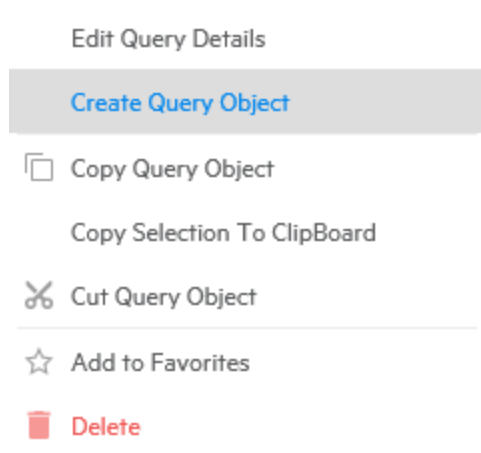 Edit Query Details
Create Query Object
Copy Query Object
Copy Selection To ClipBoard
Cut Query Object
Add to Favorites
Delete